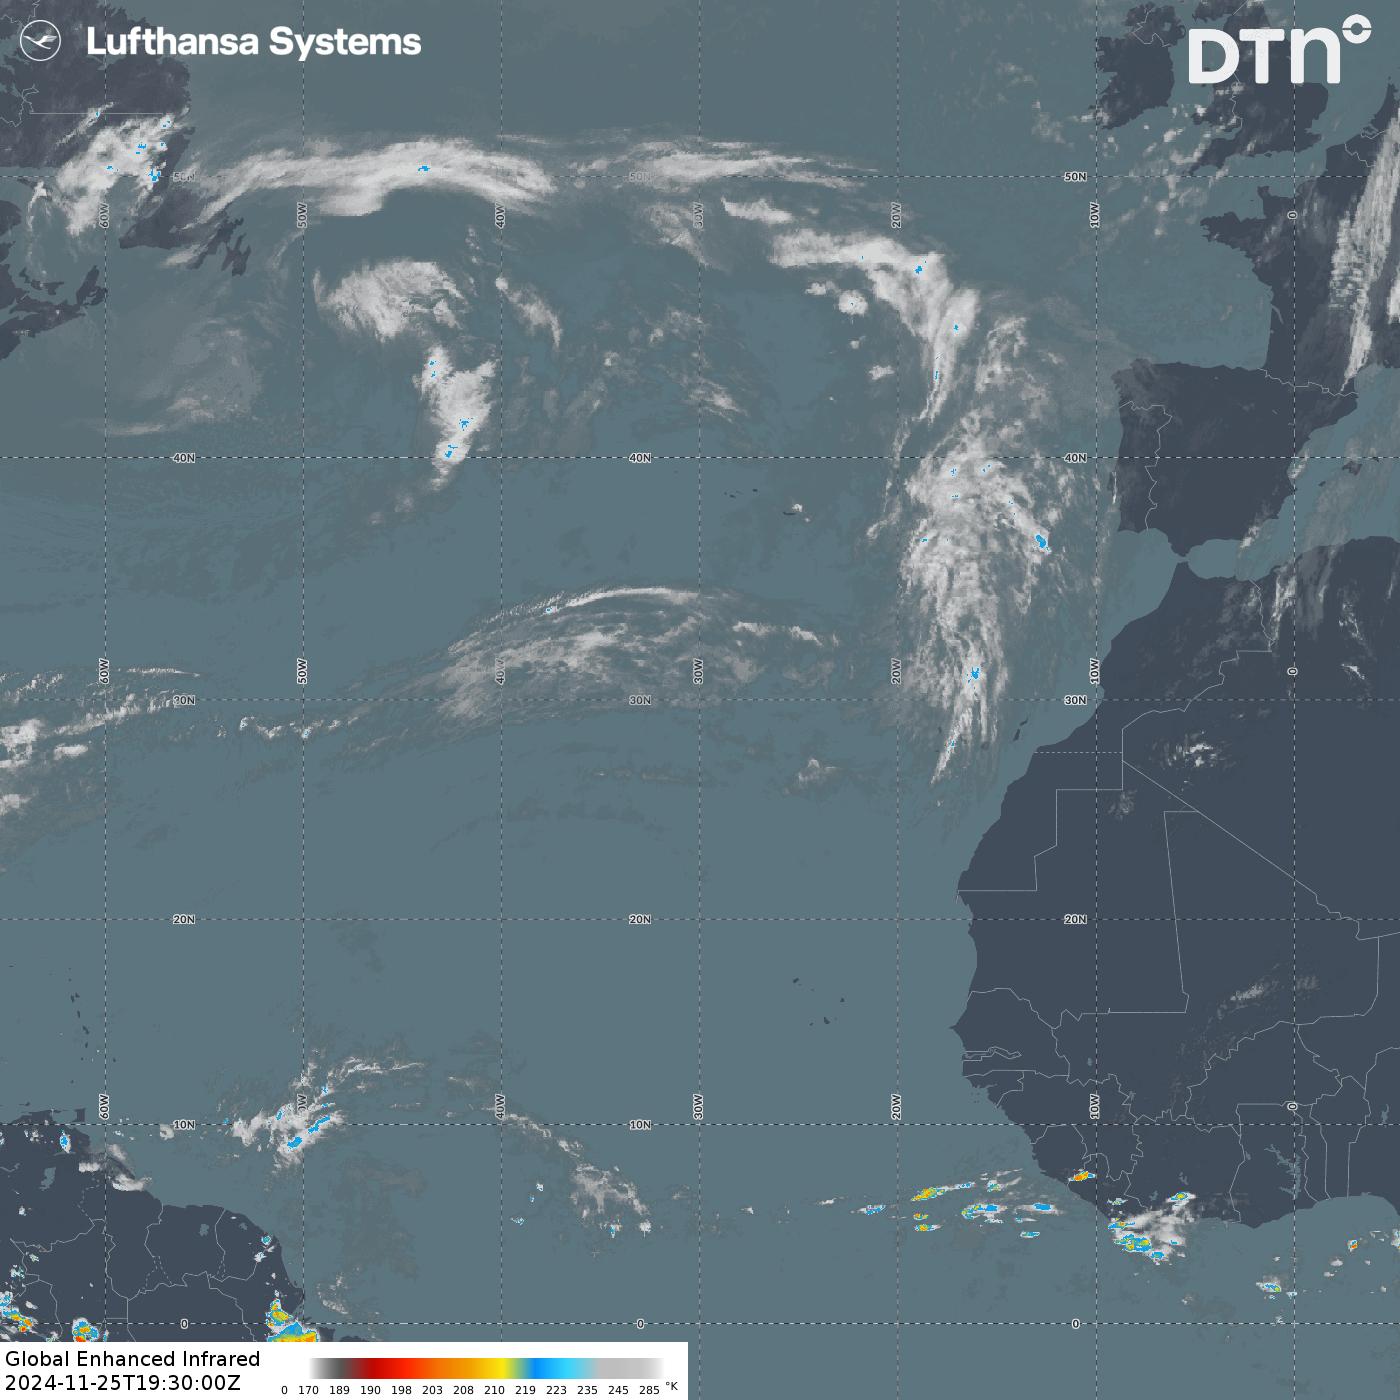 Lufthansa Systems
DTN
50N 50N 50N
60W 50W 40W 30W 20W 10W 0
40N 40N 40N
60W 50W 40W 30W 20W 10W 0
30N 30N 30N
20N 20N 20N
60W 0W 40W 30W 20W 10W 0
10N 10N 10N
0 0 0
Global Enhanced Infrared
2024-11-25T19:30:00Z
0 170 189 190 198 203 208 210 219 223 235 245 285 °K